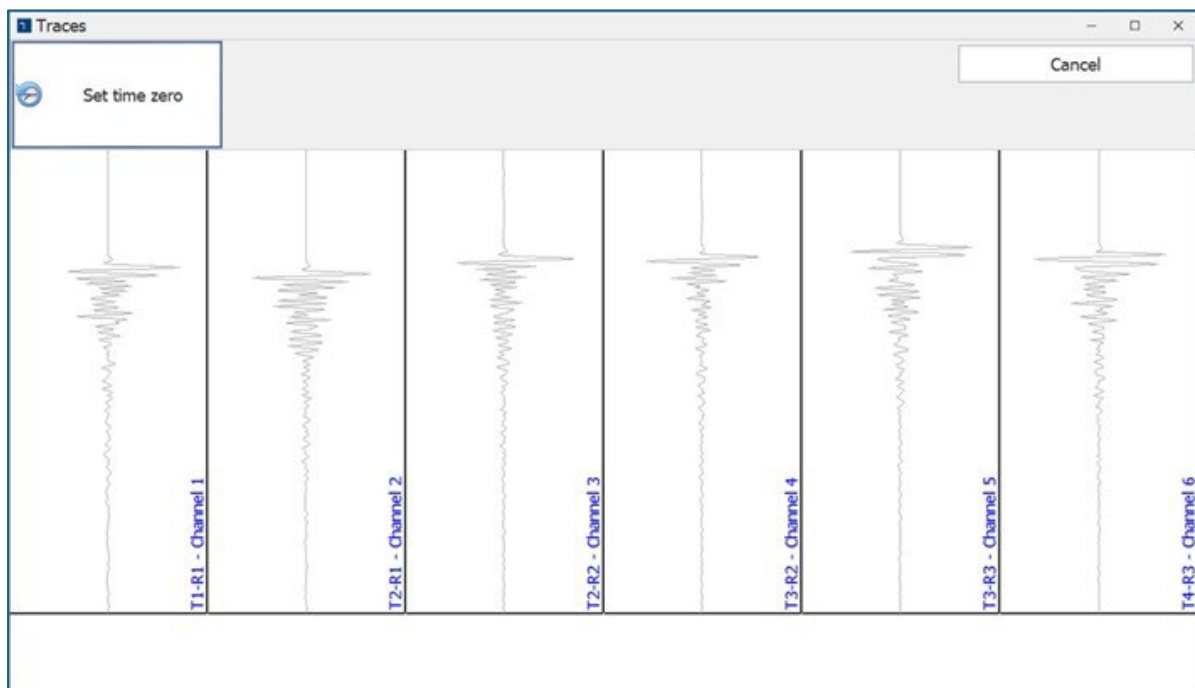 Traces
Set time zero
Cancel
T1-R1 - Channel 1
T2-R1 - Channel 2
T2-R2 - Channel 3
T3-R2 - Channel 4
T3-R3 - Channel 5
T4-R3 - Channel 6